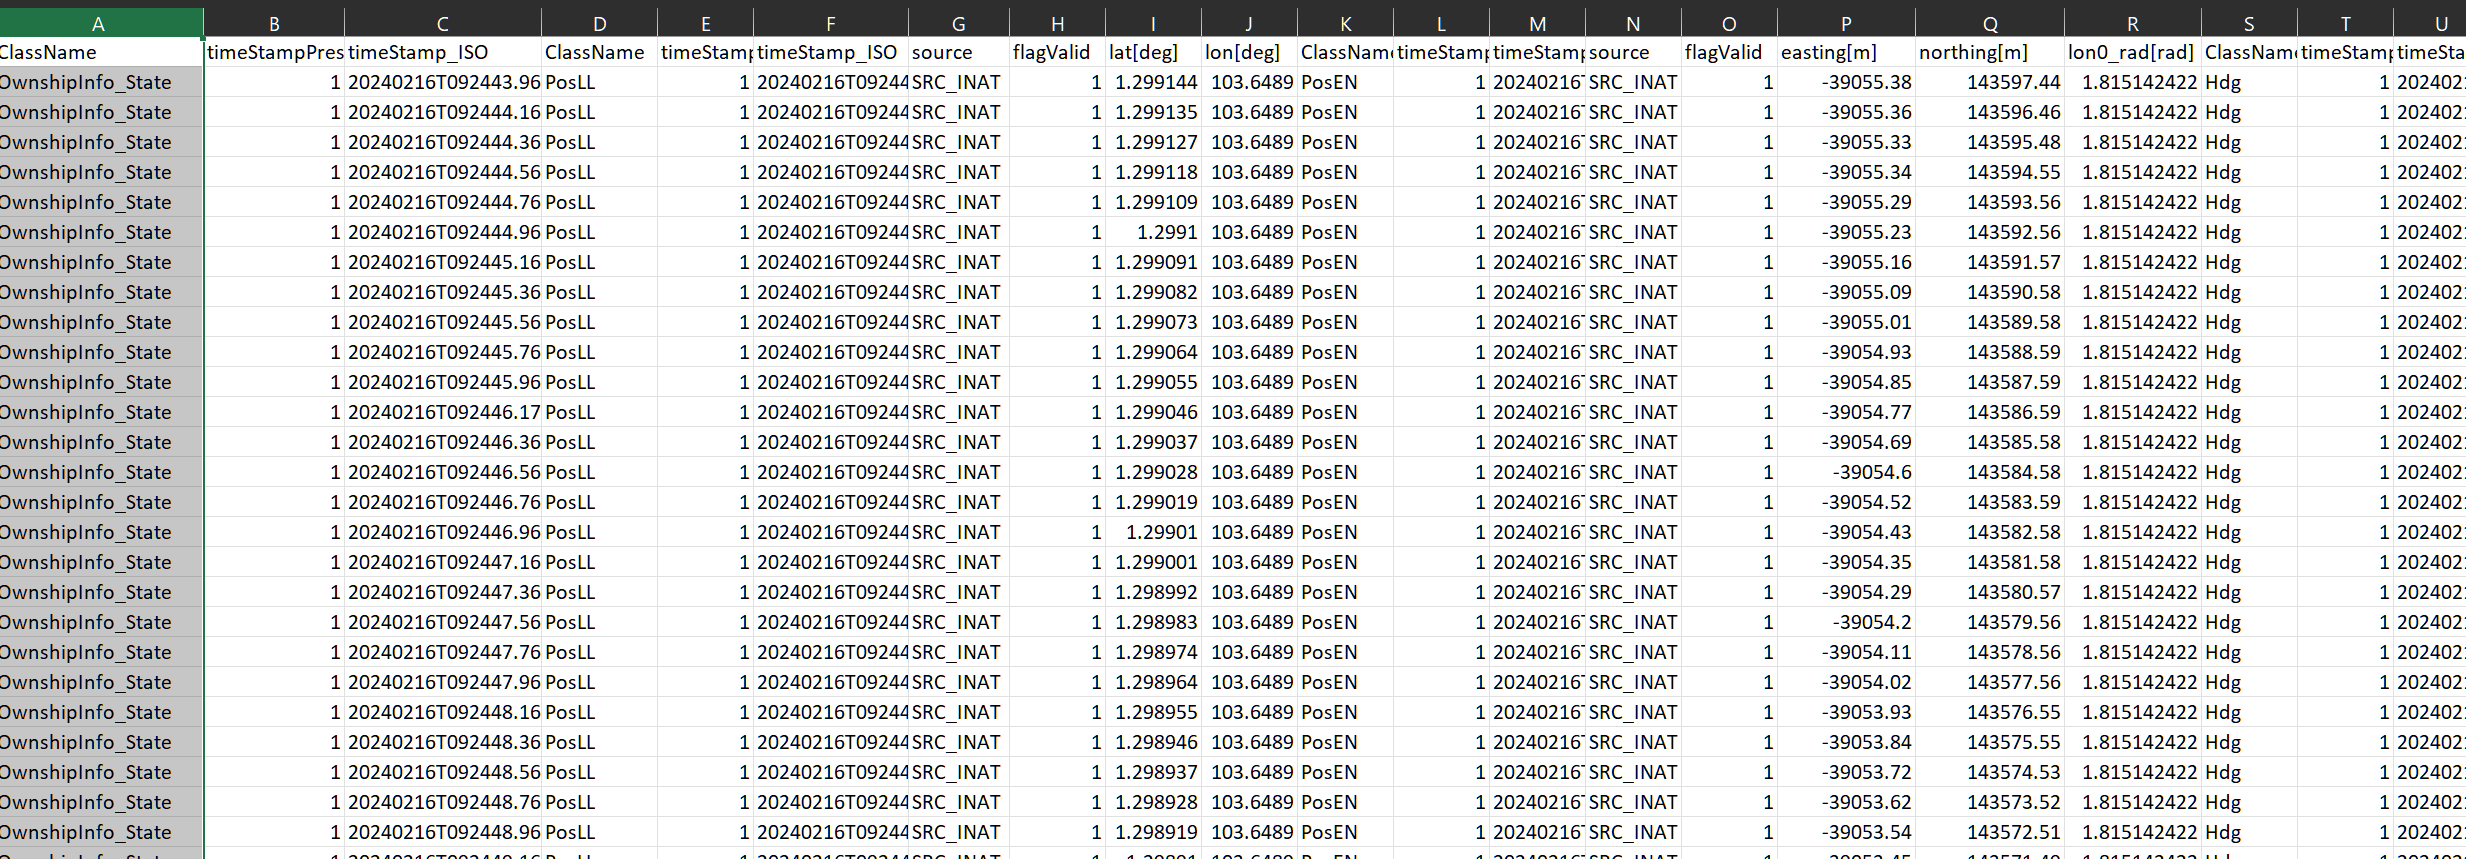 A B C D E F G H I J K L M N O P Q R S T U
ClassName timeStampPres timeStamp_ISO ClassName timeStamp timeStamp_ISO source flagValid lat[deg] lon[deg] ClassName timeStamp timeStamp source flagValid easting[m] northing[m] lon0_rad[rad] ClassName timeStamp timeSta
OwnshipInfo_State 1 20240216T092443.96 PosLL 1 20240216T09244 SRC_INAT 1 1.299144 103.6489 PosEN 1 20240216T SRC_INAT 1 -39055.38 143597.44 1.815142422 Hdg 1 202402
OwnshipInfo_State 1 20240216T092444.16 PosLL 1 20240216T09244 SRC_INAT 1 1.299135 103.6489 PosEN 1 20240216T SRC_INAT 1 -39055.36 143596.46 1.815142422 Hdg 1 202402
OwnshipInfo_State 1 20240216T092444.36 PosLL 1 20240216T09244 SRC_INAT 1 1.299127 103.6489 PosEN 1 20240216T SRC_INAT 1 -39055.33 143595.48 1.815142422 Hdg 1 202402
OwnshipInfo_State 1 20240216T092444.56 PosLL 1 20240216T09244 SRC_INAT 1 1.299118 103.6489 PosEN 1 20240216T SRC_INAT 1 -39055.34 143594.55 1.815142422 Hdg 1 202402
OwnshipInfo_State 1 20240216T092444.76 PosLL 1 20240216T09244 SRC_INAT 1 1.299109 103.6489 PosEN 1 20240216T SRC_INAT 1 -39055.29 143593.56 1.815142422 Hdg 1 202402
OwnshipInfo_State 1 20240216T092444.96 PosLL 1 20240216T09244 SRC_INAT 1 1.2991 103.6489 PosEN 1 20240216T SRC_INAT 1 -39055.23 143592.56 1.815142422 Hdg 1 202402
OwnshipInfo_State 1 20240216T092445.16 PosLL 1 20240216T09244 SRC_INAT 1 1.299091 103.6489 PosEN 1 20240216T SRC_INAT 1 -39055.16 143591.57 1.815142422 Hdg 1 202402
OwnshipInfo_State 1 20240216T092445.36 PosLL 1 20240216T09244 SRC_INAT 1 1.299082 103.6489 PosEN 1 20240216T SRC_INAT 1 -39055.09 143590.58 1.815142422 Hdg 1 202402
OwnshipInfo_State 1 20240216T092445.56 PosLL 1 20240216T09244 SRC_INAT 1 1.299073 103.6489 PosEN 1 20240216T SRC_INAT 1 -39055.01 143589.58 1.815142422 Hdg 1 202402
OwnshipInfo_State 1 20240216T092445.76 PosLL 1 20240216T09244 SRC_INAT 1 1.299064 103.6489 PosEN 1 20240216T SRC_INAT 1 -39054.93 143588.59 1.815142422 Hdg 1 202402
OwnshipInfo_State 1 20240216T092445.96 PosLL 1 20240216T09244 SRC_INAT 1 1.299055 103.6489 PosEN 1 20240216T SRC_INAT 1 -39054.85 143587.59 1.815142422 Hdg 1 202402
OwnshipInfo_State 1 20240216T092446.17 PosLL 1 20240216T09244 SRC_INAT 1 1.299046 103.6489 PosEN 1 20240216T SRC_INAT 1 -39054.77 143586.59 1.815142422 Hdg 1 202402
OwnshipInfo_State 1 20240216T092446.36 PosLL 1 20240216T09244 SRC_INAT 1 1.299037 103.6489 PosEN 1 20240216T SRC_INAT 1 -39054.69 143585.58 1.815142422 Hdg 1 202402
OwnshipInfo_State 1 20240216T092446.56 PosLL 1 20240216T09244 SRC_INAT 1 1.299028 103.6489 PosEN 1 20240216T SRC_INAT 1 -39054.6 143584.58 1.815142422 Hdg 1 202402
OwnshipInfo_State 1 20240216T092446.76 PosLL 1 20240216T09244 SRC_INAT 1 1.299019 103.6489 PosEN 1 20240216T SRC_INAT 1 -39054.52 143583.59 1.815142422 Hdg 1 202402
OwnshipInfo_State 1 20240216T092446.96 PosLL 1 20240216T09244 SRC_INAT 1 1.29901 103.6489 PosEN 1 20240216T SRC_INAT 1 -39054.43 143582.58 1.815142422 Hdg 1 202402
OwnshipInfo_State 1 20240216T092447.16 PosLL 1 20240216T09244 SRC_INAT 1 1.299001 103.6489 PosEN 1 20240216T SRC_INAT 1 -39054.35 143581.58 1.815142422 Hdg 1 202402
OwnshipInfo_State 1 20240216T092447.36 PosLL 1 20240216T09244 SRC_INAT 1 1.298992 103.6489 PosEN 1 20240216T SRC_INAT 1 -39054.29 143580.57 1.815142422 Hdg 1 202402
OwnshipInfo_State 1 20240216T092447.56 PosLL 1 20240216T09244 SRC_INAT 1 1.298983 103.6489 PosEN 1 20240216T SRC_INAT 1 -39054.2 143579.56 1.815142422 Hdg 1 202402
OwnshipInfo_State 1 20240216T092447.76 PosLL 1 20240216T09244 SRC_INAT 1 1.298974 103.6489 PosEN 1 20240216T SRC_INAT 1 -39054.11 143578.56 1.815142422 Hdg 1 202402
OwnshipInfo_State 1 20240216T092447.96 PosLL 1 20240216T09244 SRC_INAT 1 1.298964 103.6489 PosEN 1 20240216T SRC_INAT 1 -39054.02 143577.56 1.815142422 Hdg 1 202402
OwnshipInfo_State 1 20240216T092448.16 PosLL 1 20240216T09244 SRC_INAT 1 1.298955 103.6489 PosEN 1 20240216T SRC_INAT 1 -39053.93 143576.55 1.815142422 Hdg 1 202402
OwnshipInfo_State 1 20240216T092448.36 PosLL 1 20240216T09244 SRC_INAT 1 1.298946 103.6489 PosEN 1 20240216T SRC_INAT 1 -39053.84 143575.55 1.815142422 Hdg 1 202402
OwnshipInfo_State 1 20240216T092448.56 PosLL 1 20240216T09244 SRC_INAT 1 1.298937 103.6489 PosEN 1 20240216T SRC_INAT 1 -39053.72 143574.53 1.815142422 Hdg 1 202402
OwnshipInfo_State 1 20240216T092448.76 PosLL 1 20240216T09244 SRC_INAT 1 1.298928 103.6489 PosEN 1 20240216T SRC_INAT 1 -39053.62 143573.52 1.815142422 Hdg 1 202402
OwnshipInfo_State 1 20240216T092448.96 PosLL 1 20240216T09244 SRC_INAT 1 1.298919 103.6489 PosEN 1 20240216T SRC_INAT 1 -39053.54 143572.51 1.815142422 Hdg 1 202402